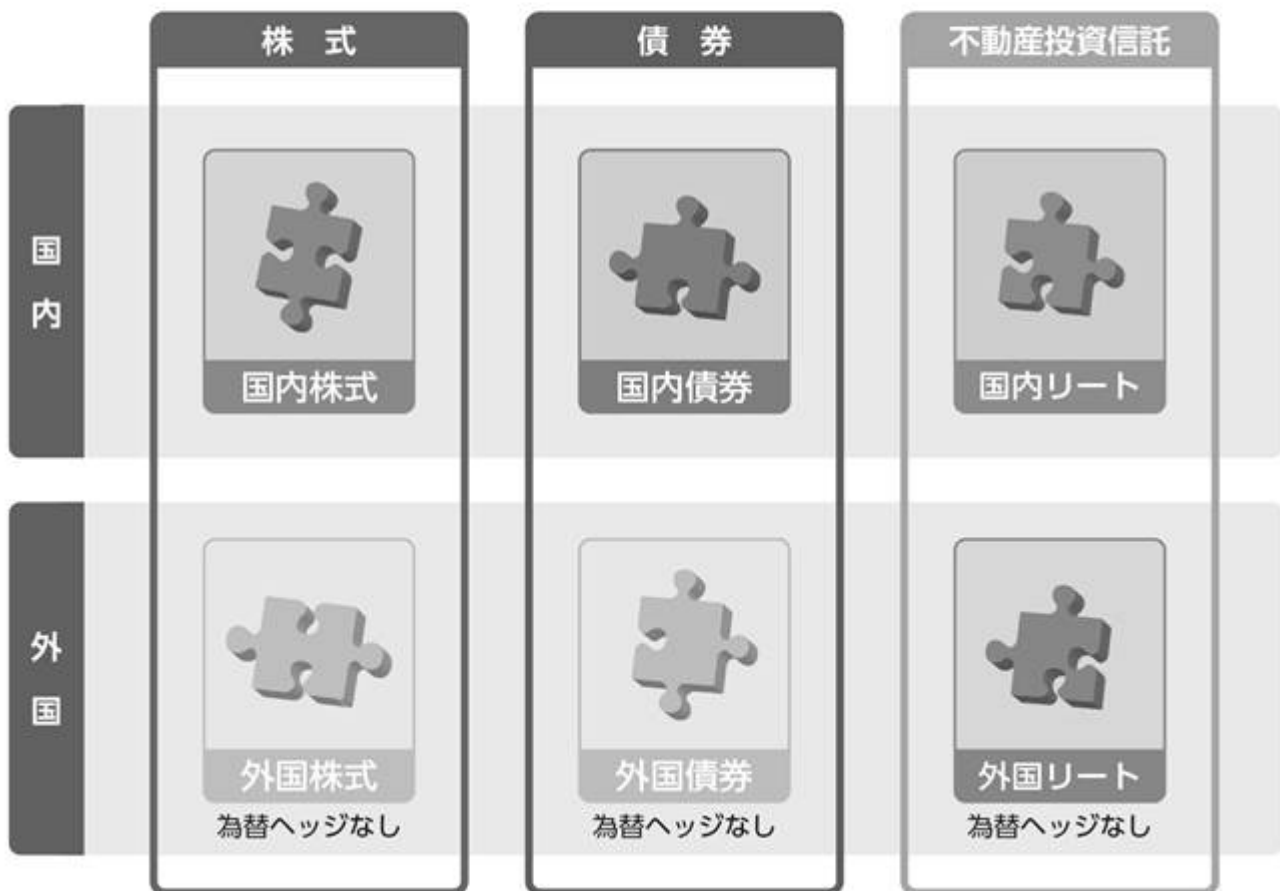 株 式
債 券
不動産投資信託
国内
国内株式
国内債券
国内リート
外国
外国株式
外国債券
外国リート
為替ヘッジなし
為替ヘッジなし
為替ヘッジなし